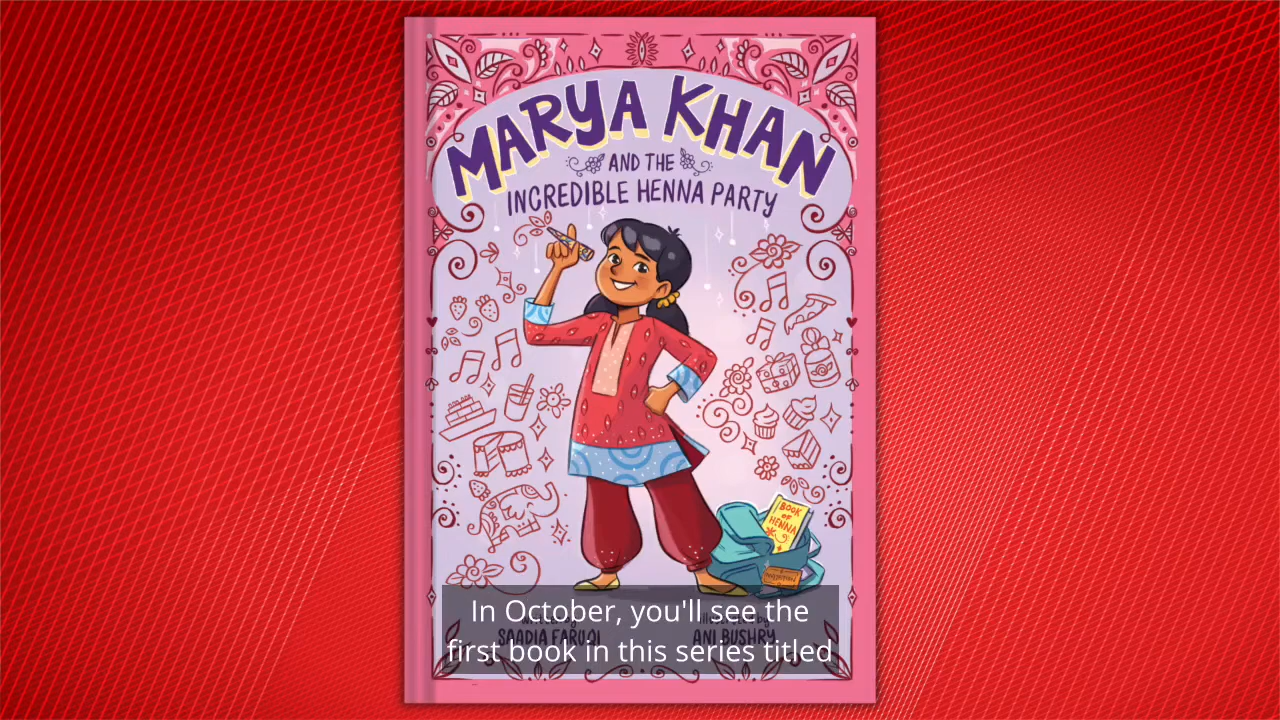 MARYA KHAN
AND THE
INCREDIBLE HENNA PARTY
BOOK
OF
HENNA
In October, you'll see the
SAADIA FARUQI
ANI BUSHRY
first book in this series titled